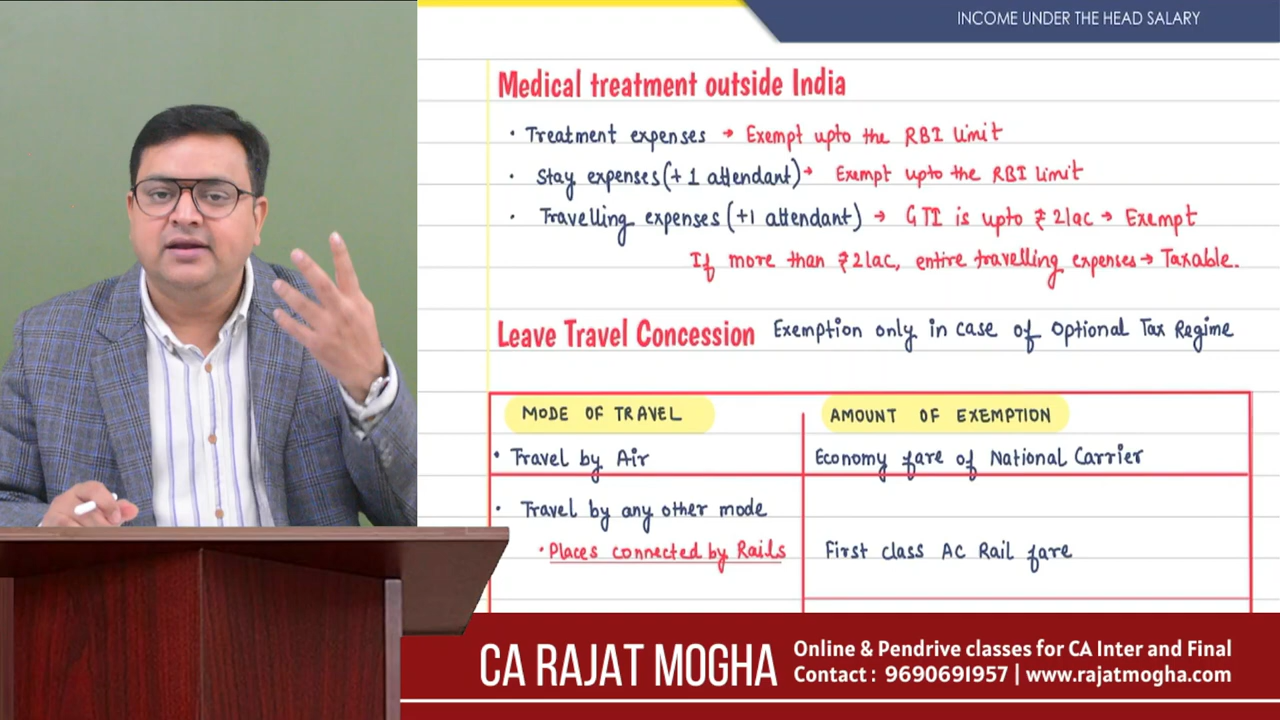 INCOME UNDER THE HEAD SALARY
Medical treatment outside India
• Treatment expenses → Exempt upto the RBI limit
• Stay expenses (+ 1 attendant) → Exempt upto the RBI limit
• Travelling expenses (+1 attendant) → GTI is upto ₹ 2lac → Exempt
If more than ₹2lac, entire travelling expenses → Taxable.
Leave Travel Concession Exemption only in case of Optional Tax Regime
MODE OF TRAVEL AMOUNT OF EXEMPTION
• Travel by Air Economy fare of National Carrier
• Travel by any other mode
• Places connected by Rails First class AC Rail fare
CA RAJAT MOGHA
Online & Pendrive classes for CA Inter and Final
Contact : 9690691957 | www.rajatmogha.com